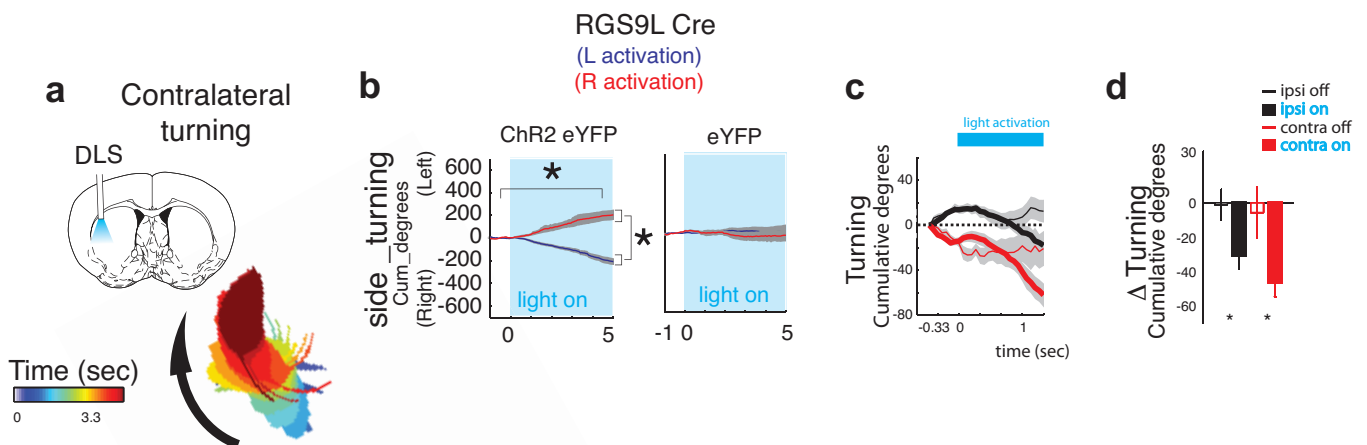 RGS9L Cre
(L activation)
(R activation)
a
Contralateral
turning
DLS
Time (sec)
0
3.3
b
ChR2 eYFP
eYFP
side_turning
Cum_degrees
(Right)
(Left)
600
400
200
0
-200
-400
-600
*
*
light on
light on
0
5
-1
0
5
c
light activation
Turning
Cumulative degrees
40
0
-40
-80
-0.33
0
1
time (sec)
d
ipsi off
ipsi on
contra off
contra on
Δ Turning
Cumulative degrees
30
0
-20
-40
-60
*
*